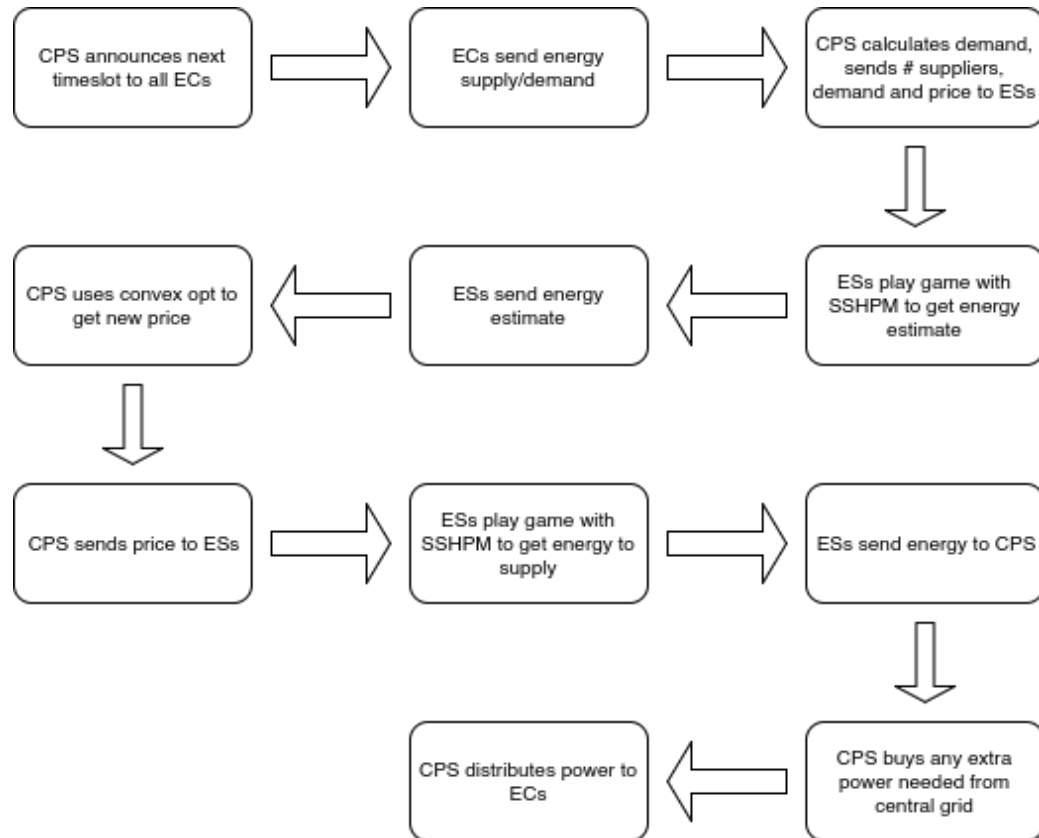 CPS announces next
timeslot to all ECs
ECs send energy
supply/demand
CPS calculates demand,
sends # suppliers,
demand and price to ESs
ESs play game with
SSHPM to get energy
estimate
ESs send energy
estimate
CPS uses convex opt to
get new price
CPS sends price to ESs
ESs play game with
SSHPM to get energy to
supply
ESs send energy to CPS
CPS buys any extra
power needed from
central grid
CPS distributes power to
ECs